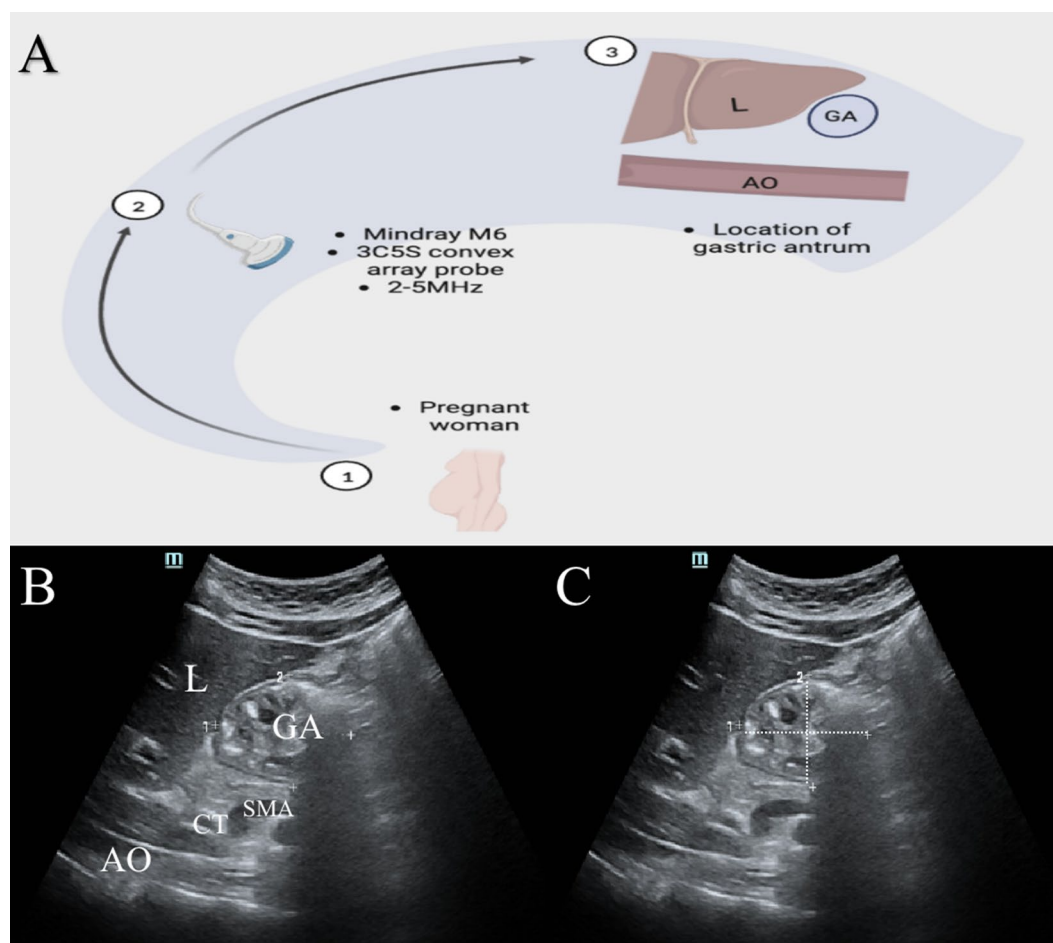 A
3
L
GA
AO
2
• Mindray M6
• 3C5S convex
array probe
• 2-5MHz
• Location of
gastric antrum
• Pregnant
woman
1
m
B
L
2
1
GA
SMA
CT
AO
m
C
2
1